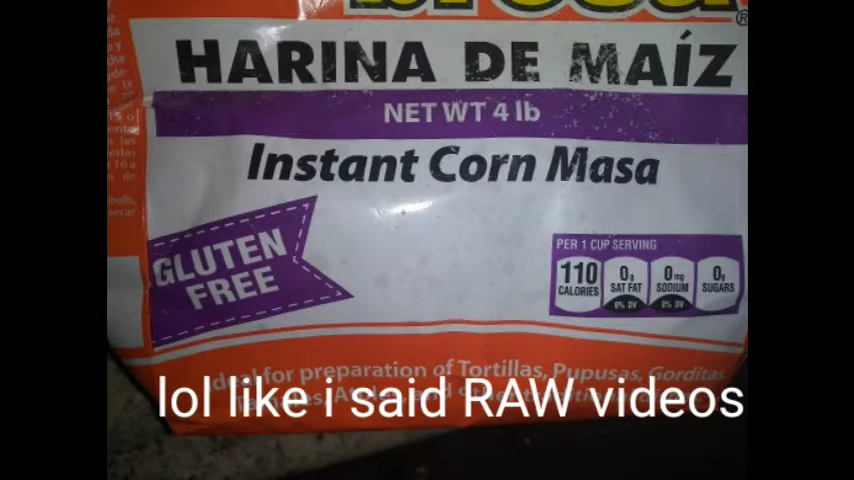 HARINA DE MAÍZ
NET WT 4 lb
Instant Corn Masa
GLUTEN
FREE
PER 1 CUP SERVING
110
CALORIES
0g
SAT FAT
0% DV
0mg
SODIUM
0% DV
0g
SUGARS
Ideal for preparation of Tortillas, Pupusas, Gorditas,
lol like i said RAW videos